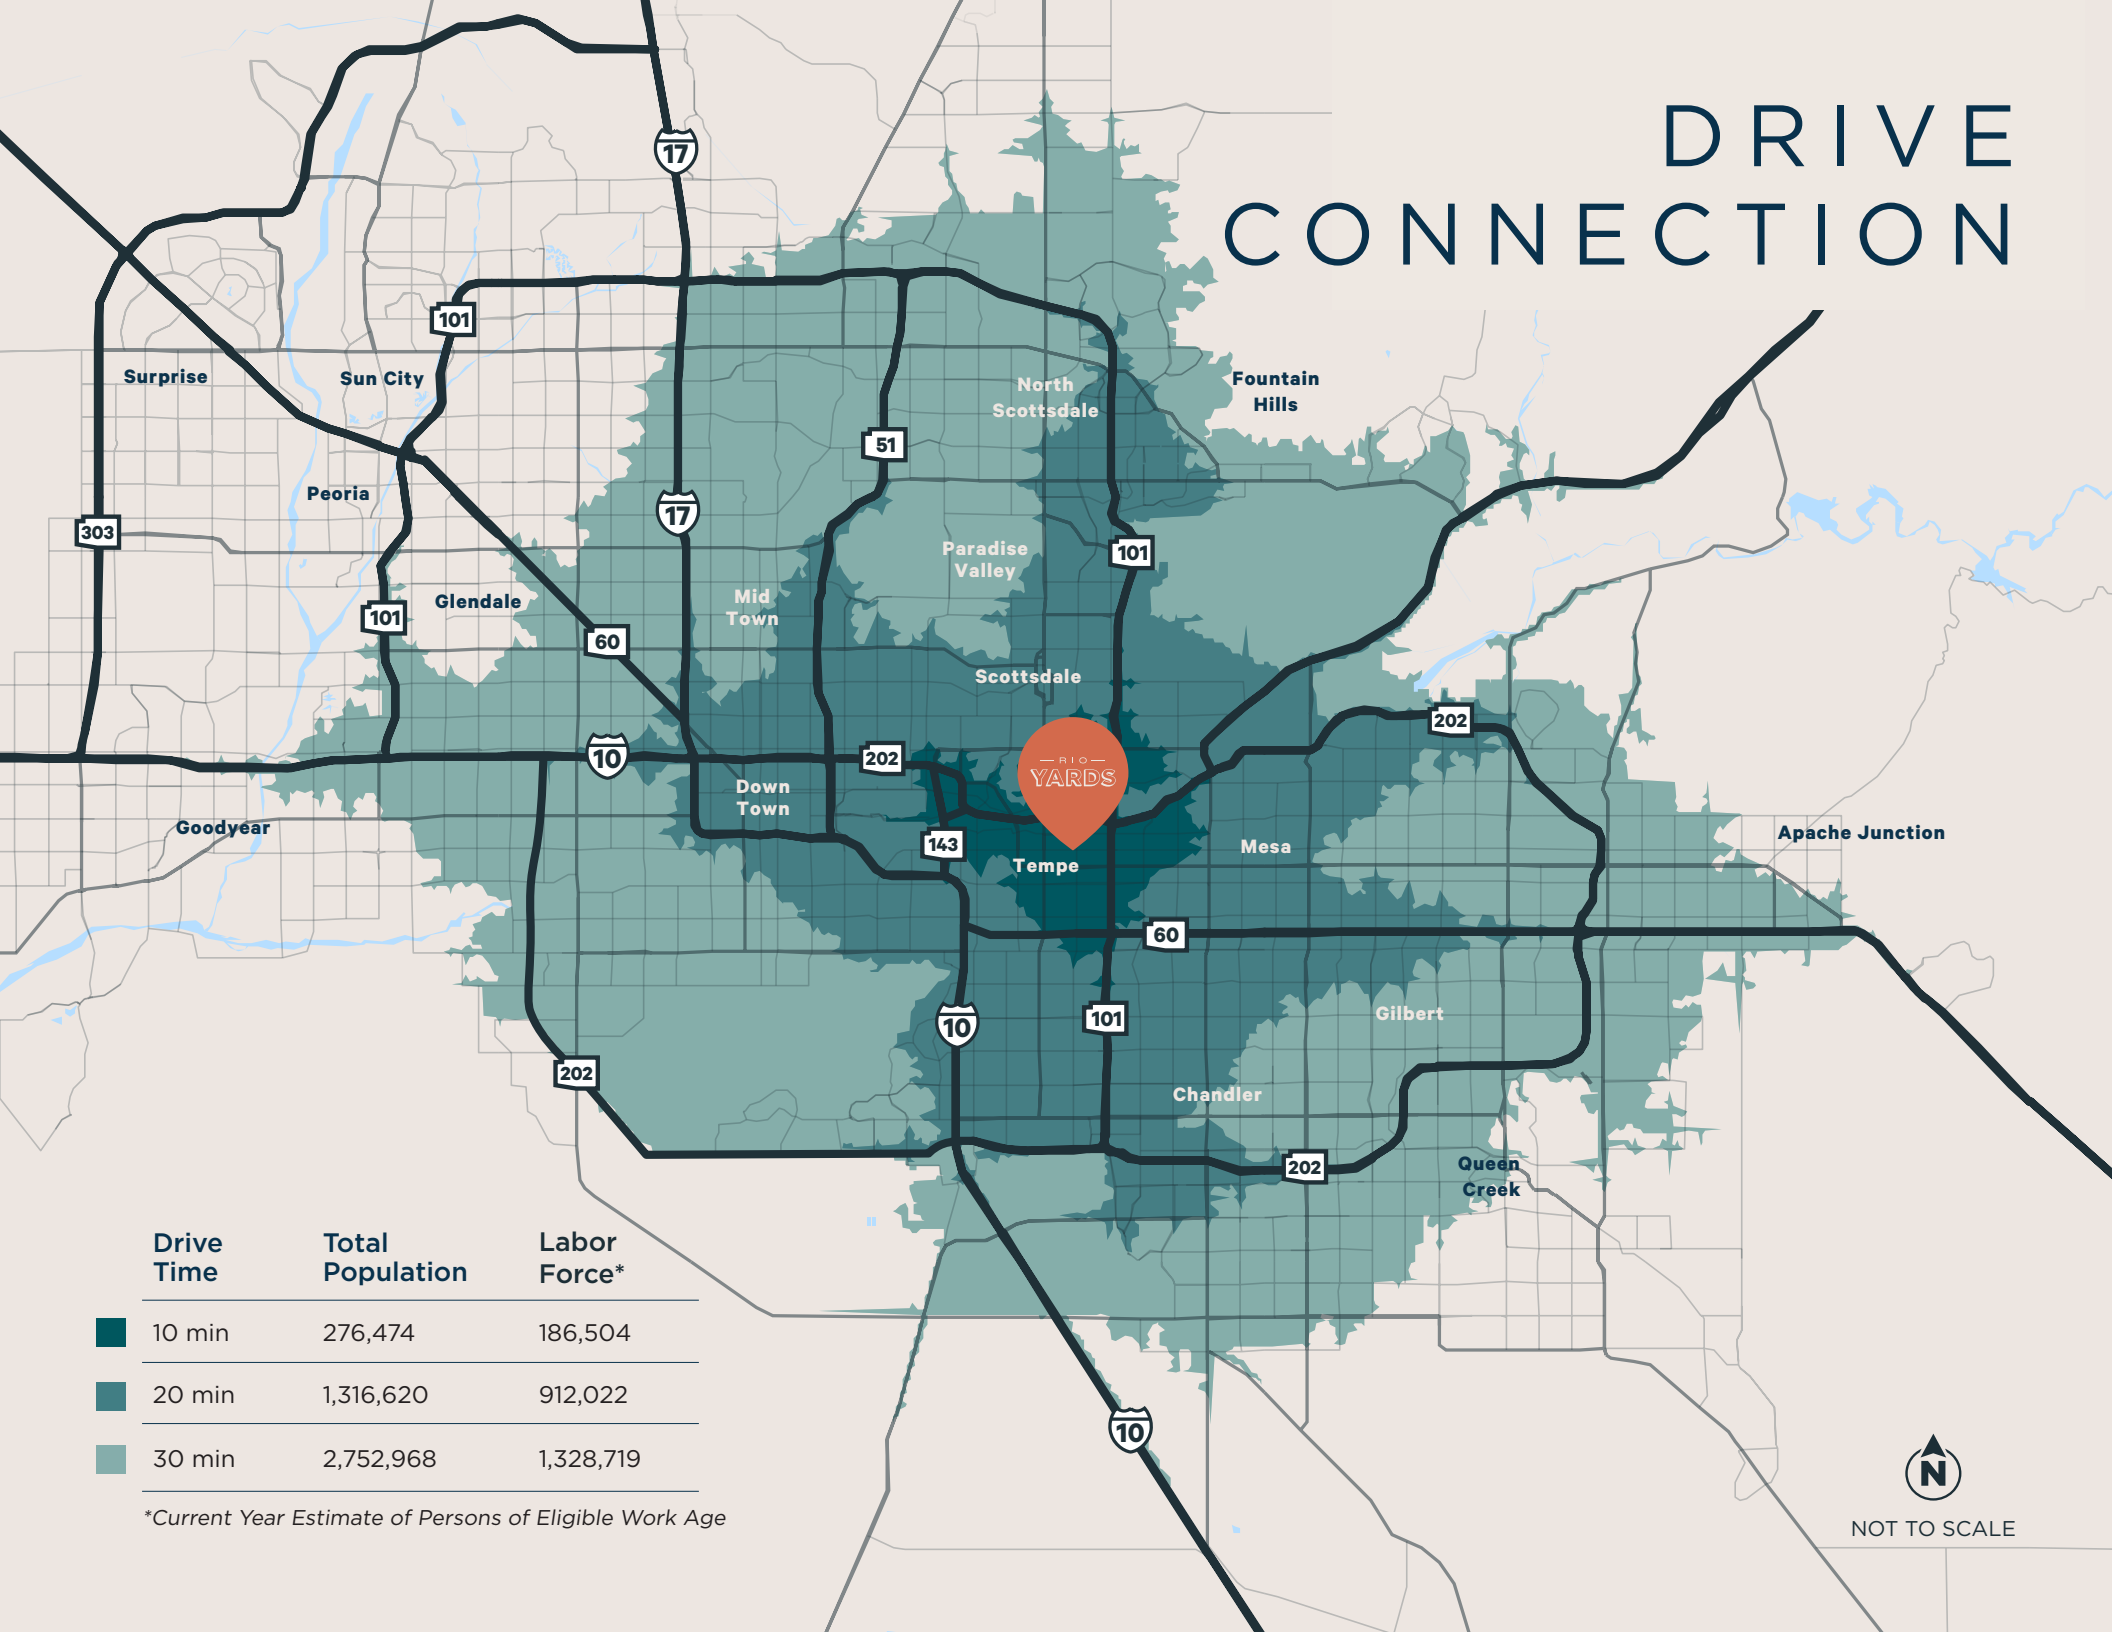 DRIVE
CONNECTION
17
101
Surprise
Sun City
North
Scottsdale
Fountain
Hills
51
Peoria
17
303
Paradise
Valley
101
Mid
Town
Glendale
101
60
Scottsdale
202
10
202
RIO
YARDS
Down
Town
Goodyear
143
Mesa
Apache Junction
Tempe
60
10
101
Gilbert
202
Chandler
202
Queen
Creek
Drive
Time
Total
Population
Labor
Force*
10 min 276,474 186,504
20 min 1,316,620 912,022
30 min 2,752,968 1,328,719
*Current Year Estimate of Persons of Eligible Work Age
10
N
NOT TO SCALE